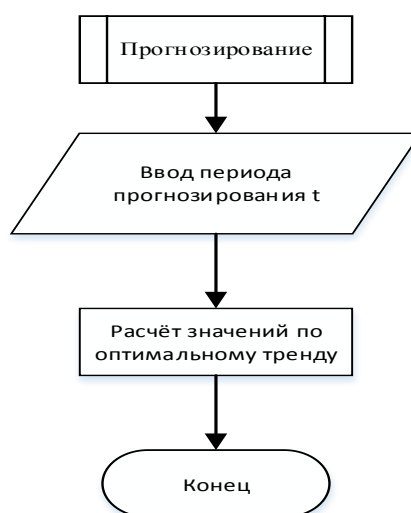 Прогнозирование
Ввод периода
прогнозирования t
Расчёт значений по
оптимальному тренду
Конец